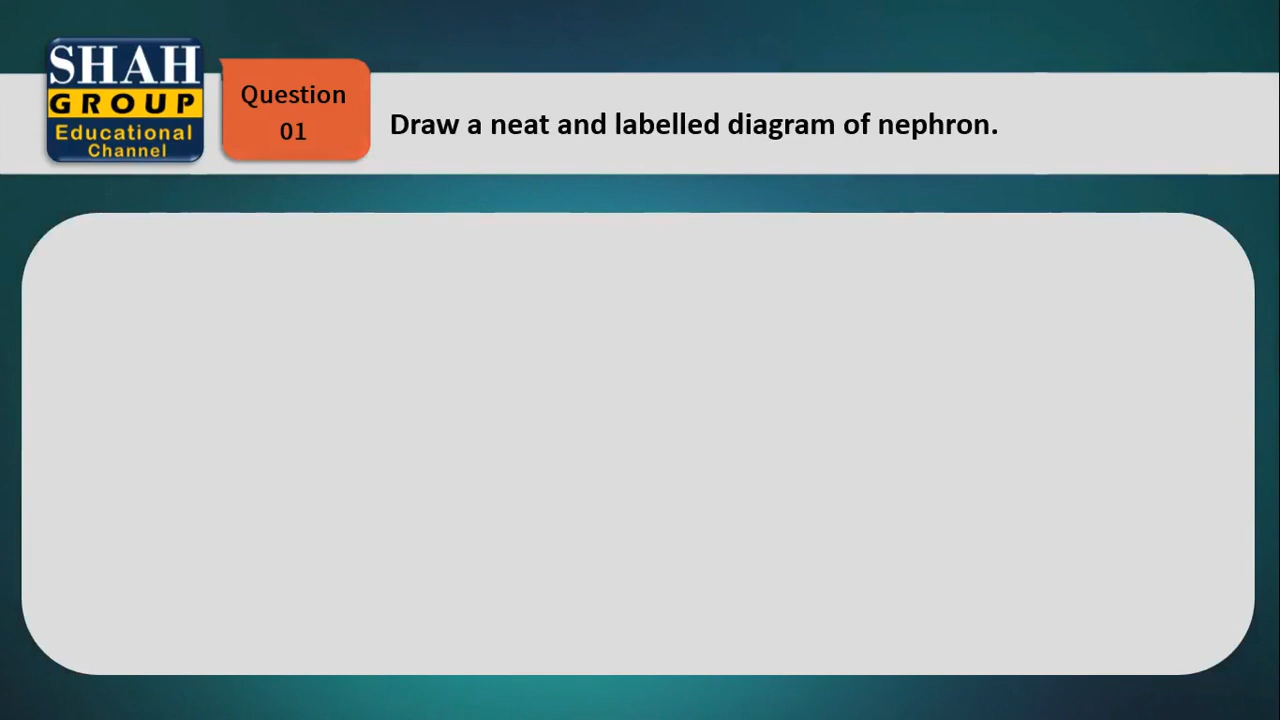 SHAH
GROUP
Educational
Channel
Question
01
Draw a neat and labelled diagram of nephron.